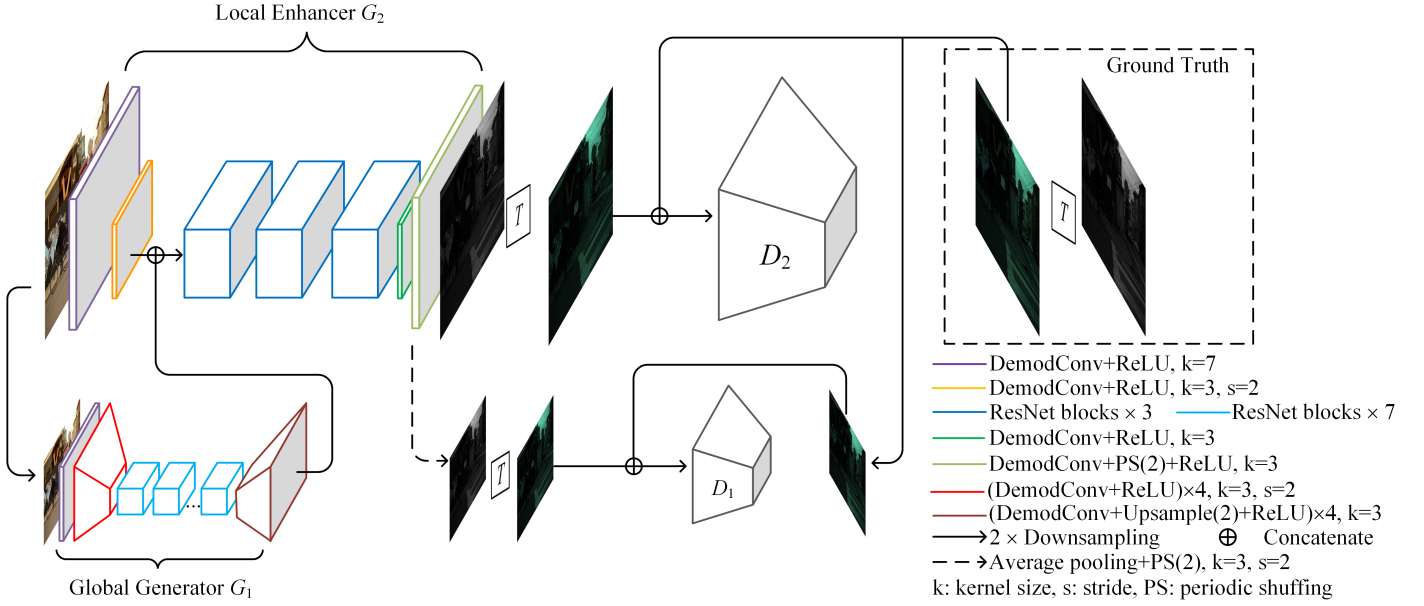 Local Enhancer G2
Ground Truth
T
T
D2
DemodConv+ReLU, k=7
DemodConv+ReLU, k=3, s=2
ResNet blocks × 3
ResNet blocks × 7
DemodConv+ReLU, k=3
DemodConv+PS(2)+ReLU, k=3
(DemodConv+ReLU)×4, k=3, s=2
(DemodConv+Upsample(2)+ReLU)×4, k=3
2 × Downsampling
⊕ Concatenate
Average pooling+PS(2), k=3, s=2
k: kernel size, s: stride, PS: periodic shuffing
T
D1
...
Global Generator G1